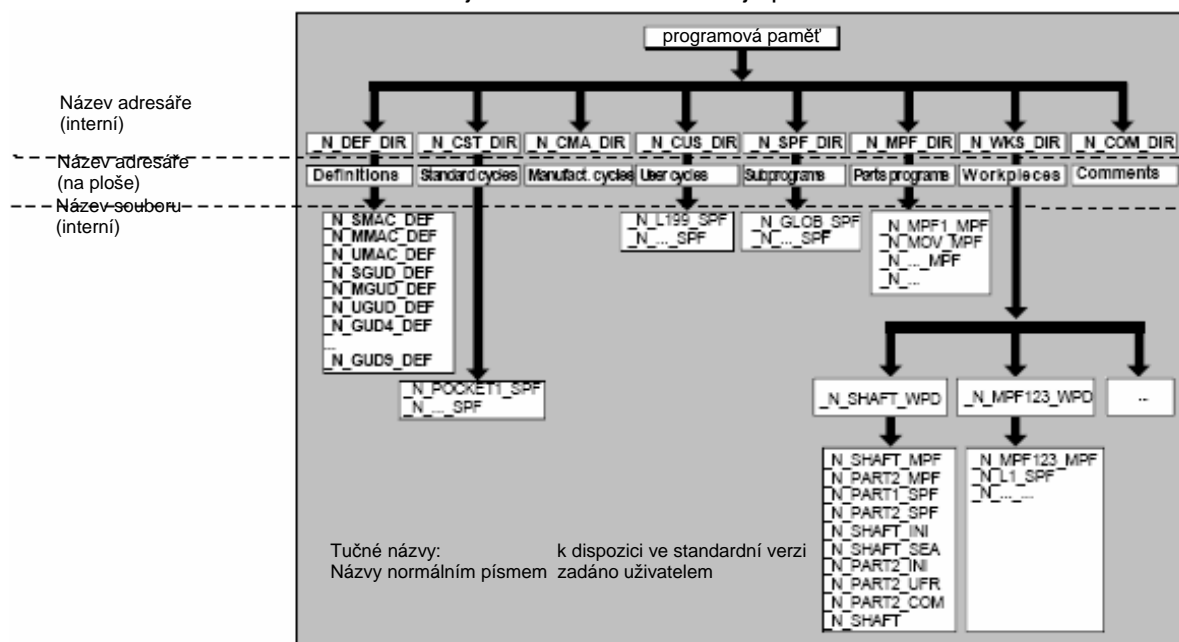 programová paměť
Název adresáře
(interní)
_N_DEF_DIR _N_CST_DIR _N_CMA_DIR _N_CUS_DIR _N_SPF_DIR _N_MPF_DIR _N_WKS_DIR _N_COM_DIR
Název adresáře
(na ploše)
Definitions Standard cycles Manufact. cycles User cycles Subprograms Parts programs Workpieces Comments
Název souboru
(interní)
_N_SMAC_DEF
_N_MMAC_DEF
_N_UMAC_DEF
_N_SGUD_DEF
_N_MGUD_DEF
_N_UGUD_DEF
_N_GUD4_DEF
...
_N_GUD9_DEF
_N_POCKET1_SPF
_N_..._SPF
_N_L199_SPF
_N_..._SPF
_N_GLOB_SPF
_N_..._SPF
_N_MPF1_MPF
_N_MOV_MPF
_N_..._MPF
_N_...
_N_SHAFT_WPD _N_MPF123_WPD ...
_N_SHAFT_MPF
_N_PART2_MPF
_N_PART1_SPF
_N_PART2_SPF
_N_SHAFT_INI
_N_SHAFT_SEA
_N_PART2_INI
_N_PART2_UFR
_N_PART2_COM
_N_SHAFT
_N_MPF123_MPF
_N_L1_SPF
_N_..._...
Tučné názvy: k dispozici ve standardní verzi
Názvy normálním písmem zadáno uživatelem